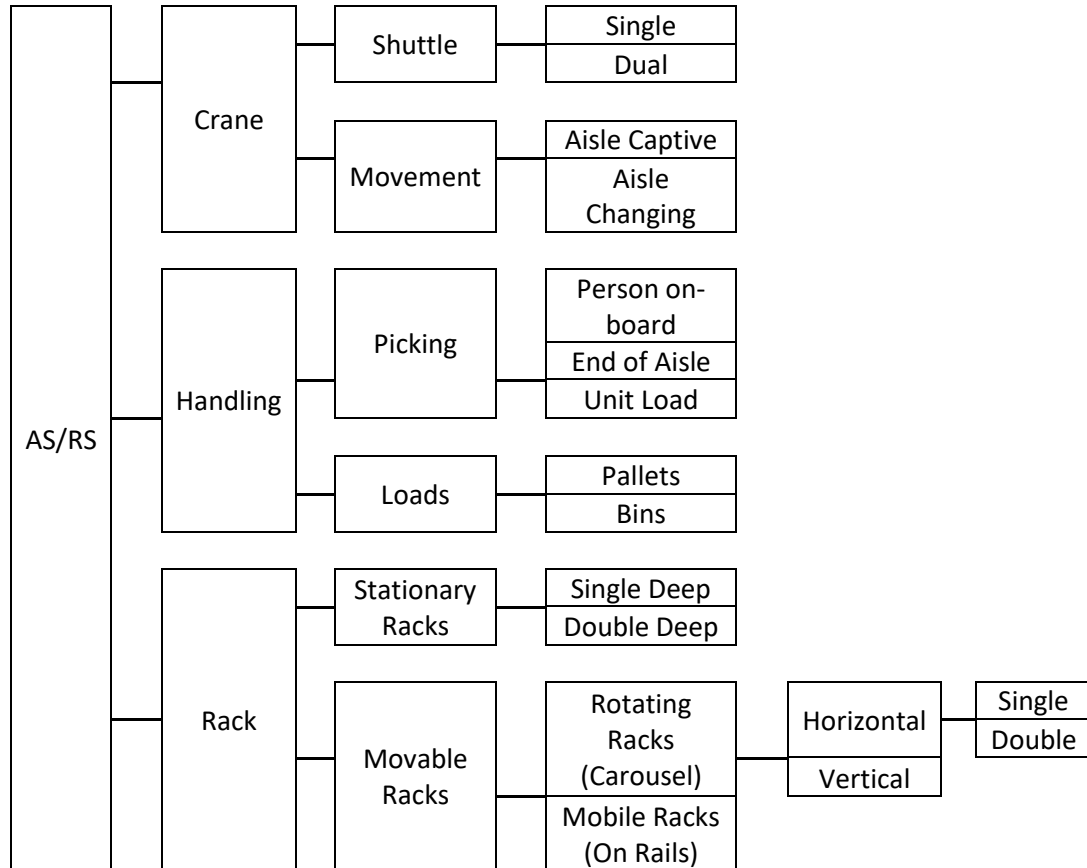 AS/RS
Crane
Shuttle
Single
Dual
Movement
Aisle Captive
Aisle
Changing
Handling
Picking
Person on-
board
End of Aisle
Unit Load
Loads
Pallets
Bins
Rack
Stationary
Racks
Single Deep
Double Deep
Movable
Racks
Rotating
Racks
(Carousel)
Mobile Racks
(On Rails)
Horizontal
Vertical
Single
Double